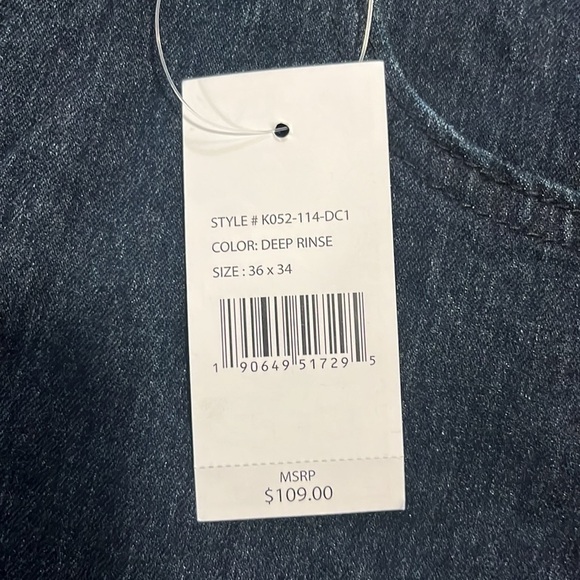 STYLE # K052-114-DC1
COLOR: DEEP RINSE
SIZE : 36 x 34
1 90649 51729 5
MSRP
$109.00